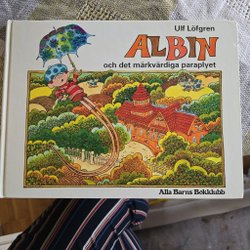 Ulf Löfgren
ALBIN
och det märkvärdiga paraplyet
Alla Barns Bokklubb